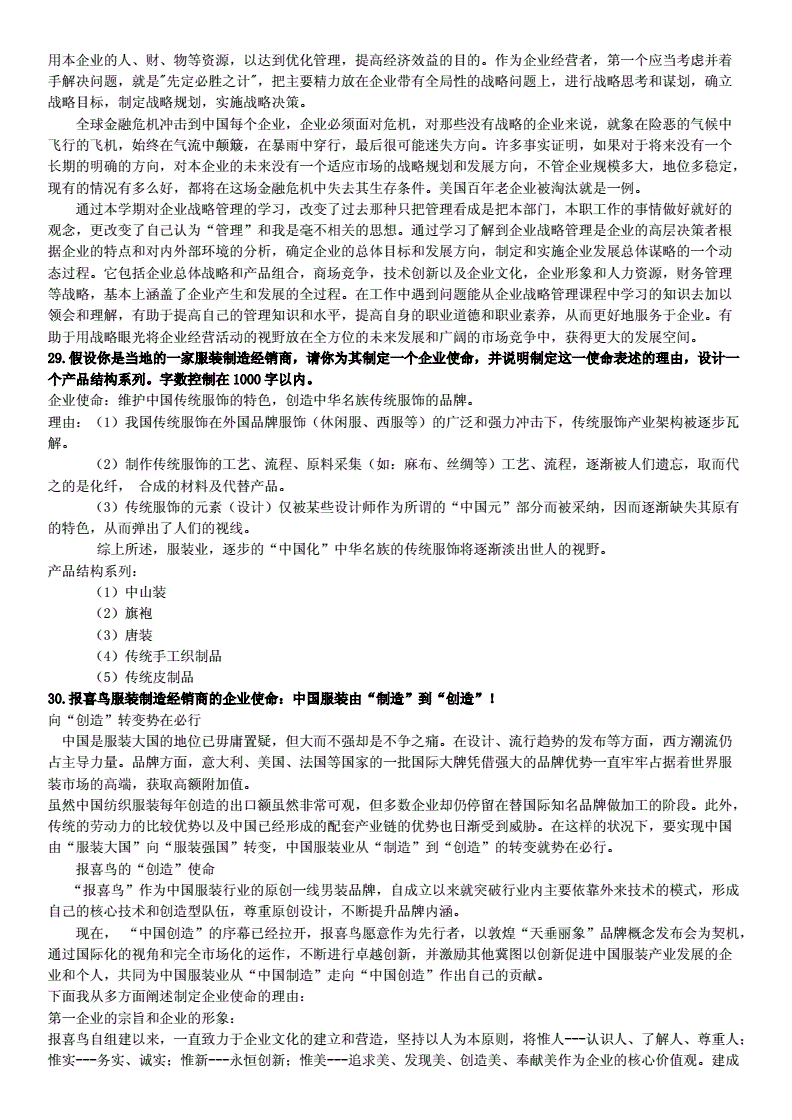 用本企业的人、财、物等资源，以达到优化管理，提高经济效益的目的。作为企业经营者，第一个应当考虑并着
手解决问题，就是"先定必胜之计"，把主要精力放在企业带有全局性的战略问题上，进行战略思考和谋划，确立
战略目标，制定战略规划，实施战略决策。
全球金融危机冲击到中国每个企业，企业必须面对危机，对那些没有战略的企业来说，就象在险恶的气候中
飞行的飞机，始终在气流中颠簸，在暴雨中穿行，最后很可能迷失方向。许多事实证明，如果对于将来没有一个
长期的明确的方向，对本企业的未来没有一个适应市场的战略规划和发展方向，不管企业规模多大，地位多稳定，
现有的情况有多么好，都将在这场金融危机中失去其生存条件。美国百年老企业被淘汰就是一例。
通过本学期对企业战略管理的学习，改变了过去那种只把管理看成是把本部门，本职工作的事情做好就好的
观念，更改变了自己认为“管理”和我是毫不相关的思想。通过学习了解到企业战略管理是企业的高层决策者根
据企业的特点和对内外部环境的分析，确定企业的总体目标和发展方向，制定和实施企业发展总体谋略的一个动
态过程。它包括企业总体战略和产品组合，商场竞争，技术创新以及企业文化，企业形象和人力资源，财务管理
等战略，基本上涵盖了企业产生和发展的全过程。在工作中遇到问题能从企业战略管理课程中学习的知识去加以
领会和理解，有助于提高自己的管理知识和水平，提高自身的职业道德和职业素养，从而更好地服务于企业。有
助于用战略眼光将企业经营活动的视野放在全方位的未来发展和广阔的市场竞争中，获得更大的发展空间。
29.假设你是当地的一家服装制造经销商，请你为其制定一个企业使命，并说明制定这一使命表述的理由，设计一
个产品结构系列。字数控制在 1000 字以内。
企业使命：维护中国传统服饰的特色，创造中华名族传统服饰的品牌。
理由：（1）我国传统服饰在外国品牌服饰（休闲服、西服等）的广泛和强力冲击下，传统服饰产业架构被逐步瓦
解。
（2）制作传统服饰的工艺、流程、原料采集（如：麻布、丝绸等）工艺、流程，逐渐被人们遗忘，取而代
之的是化纤， 合成的材料及代替产品。
（3）传统服饰的元素（设计）仅被某些设计师作为所谓的“中国元”部分而被采纳，因而逐渐缺失其原有
的特色，从而弹出了人们的视线。
综上所述，服装业，逐步的“中国化”中华名族的传统服饰将逐渐淡出世人的视野。
产品结构系列：
（1）中山装
（2）旗袍
（3）唐装
（4）传统手工织制品
（5）传统皮制品
30.报喜鸟服装制造经销商的企业使命：中国服装由“制造”到“创造”！
向“创造”转变势在必行
中国是服装大国的地位已毋庸置疑，但大而不强却是不争之痛。在设计、流行趋势的发布等方面，西方潮流仍
占主导力量。品牌方面，意大利、美国、法国等国家的一批国际大牌凭借强大的品牌优势一直牢牢占据着世界服
装市场的高端，获取高额附加值。
虽然中国纺织服装每年创造的出口额虽然非常可观，但多数企业却仍停留在替国际知名品牌做加工的阶段。此外，
传统的劳动力的比较优势以及中国已经形成的配套产业链的优势也日渐受到威胁。在这样的状况下，要实现中国
由“服装大国”向“服装强国”转变，中国服装业从“制造”到“创造”的转变就势在必行。
报喜鸟的“创造”使命
“报喜鸟”作为中国服装行业的原创一线男装品牌，自成立以来就突破行业内主要依靠外来技术的模式，形成
自己的核心技术和创造型队伍，尊重原创设计，不断提升品牌内涵。
现在， “中国创造”的序幕已经拉开，报喜鸟愿意作为先行者，以敦煌“天垂丽象”品牌概念发布会为契机，
通过国际化的视角和完全市场化的运作，不断进行卓越创新，并激励其他冀图以创新促进中国服装产业发展的企
业和个人，共同为中国服装业从“中国制造”走向“中国创造”作出自己的贡献。
下面我从多方面阐述制定企业使命的理由：
第一企业的宗旨和企业的形象：
报喜鸟自组建以来，一直致力于企业文化的建立和营造，坚持以人为本原则，将惟人---认识人、了解人、尊重人；
惟实---务实、诚实；惟新---永恒创新；惟美---追求美、发现美、创造美、奉献美作为企业的核心价值观。建成